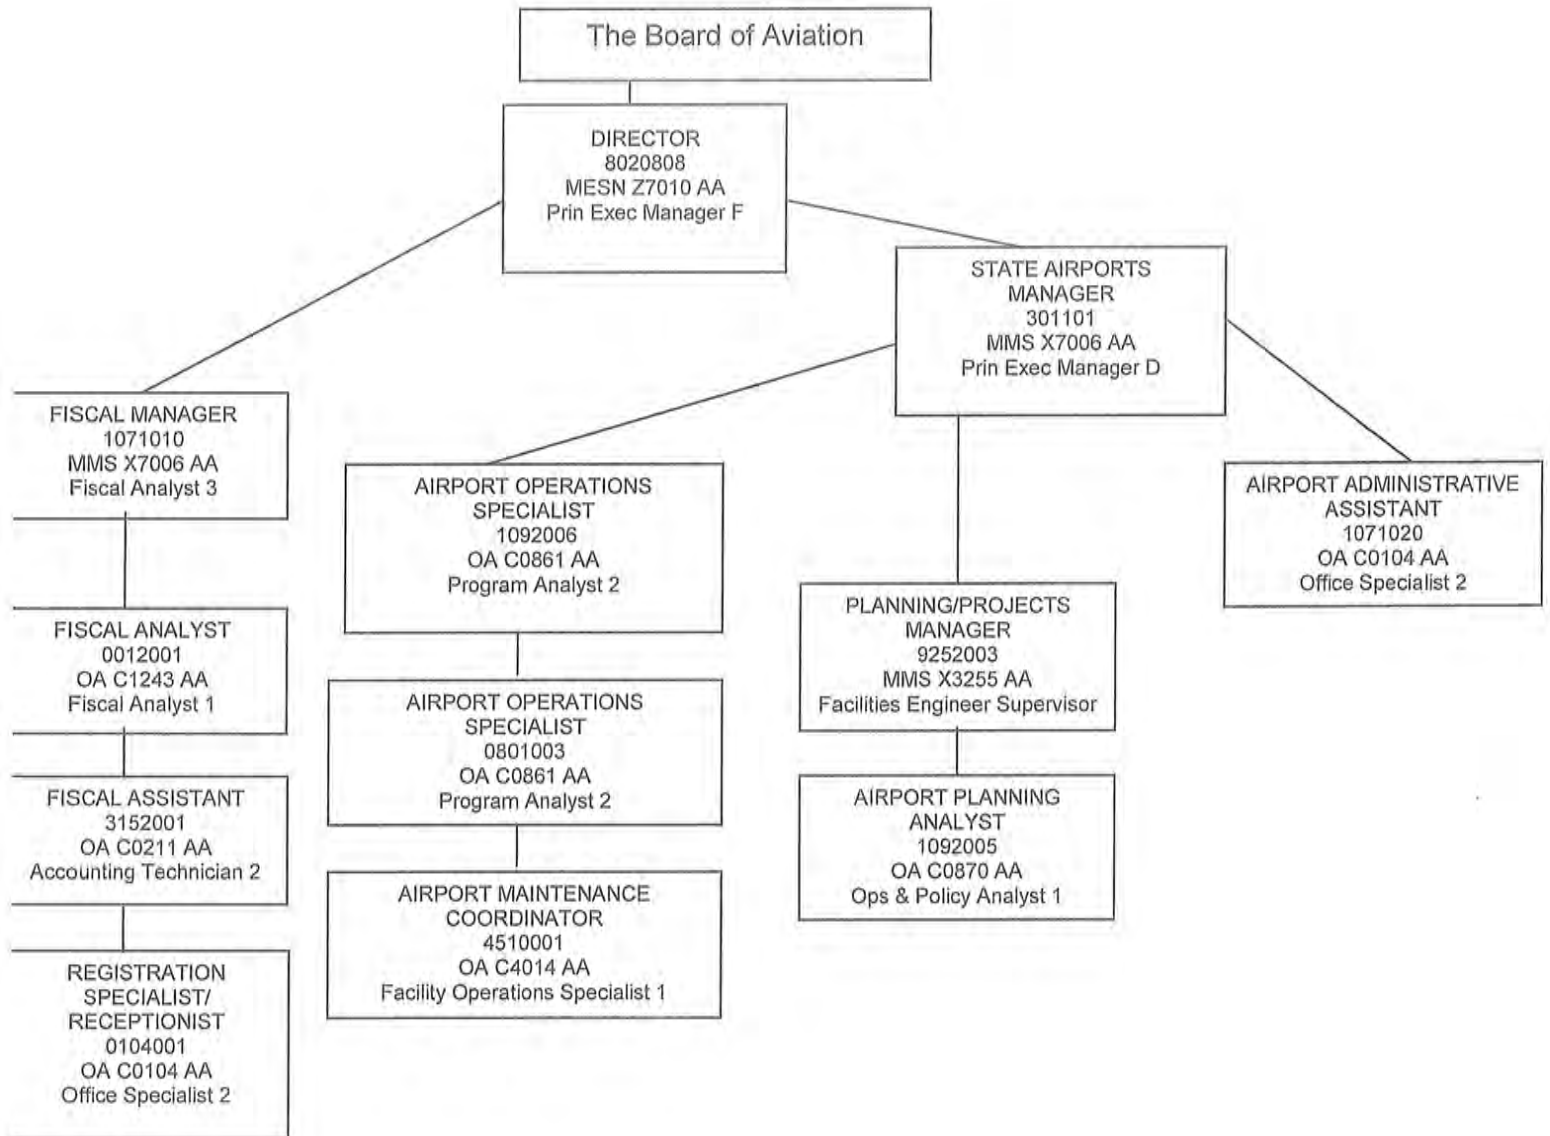 The Board of Aviation
DIRECTOR
8020808
MESN Z7010 AA
Prin Exec Manager F
STATE AIRPORTS
MANAGER
301101
MMS X7006 AA
Prin Exec Manager D
FISCAL MANAGER
1071010
MMS X7006 AA
Fiscal Analyst 3
FISCAL ANALYST
0012001
OA C1243 AA
Fiscal Analyst 1
FISCAL ASSISTANT
3152001
OA C0211 AA
Accounting Technician 2
REGISTRATION
SPECIALIST/
RECEPTIONIST
0104001
OA C0104 AA
Office Specialist 2
AIRPORT OPERATIONS
SPECIALIST
1092006
OA C0861 AA
Program Analyst 2
AIRPORT OPERATIONS
SPECIALIST
0801003
OA C0861 AA
Program Analyst 2
AIRPORT MAINTENANCE
COORDINATOR
4510001
OA C4014 AA
Facility Operations Specialist 1
PLANNING/PROJECTS
MANAGER
9252003
MMS X3255 AA
Facilities Engineer Supervisor
AIRPORT PLANNING
ANALYST
1092005
OA C0870 AA
Ops & Policy Analyst 1
AIRPORT ADMINISTRATIVE
ASSISTANT
1071020
OA C0104 AA
Office Specialist 2